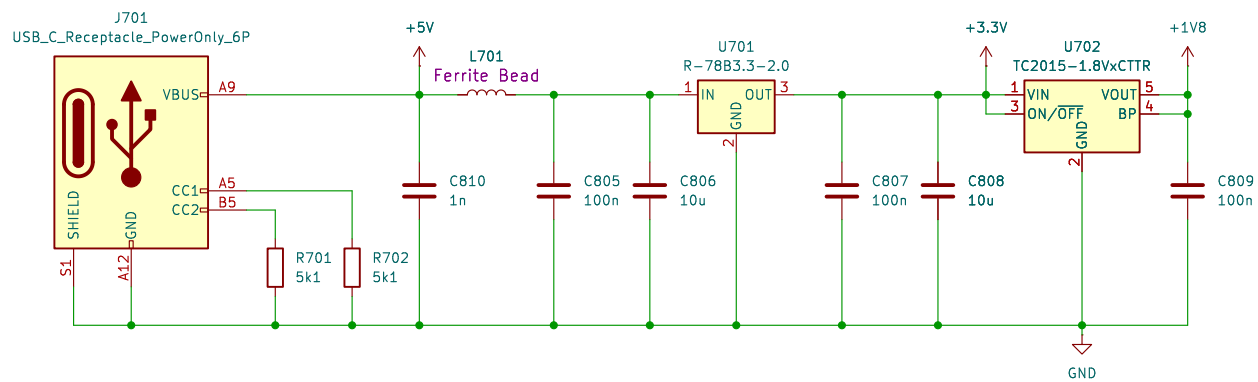 J701
USB_C_Receptacle_PowerOnly_6P
VBUS
A9
CC1
A5
CC2
B5
SHIELD
GND
S1
A12
R701
5k1
R702
5k1
+5V
L701
Ferrite Bead
C810
1n
C805
100n
C806
10u
U701
R-78B3.3-2.0
1
IN
OUT
3
GND
2
C807
100n
C808
10u
+3.3V
U702
TC2015-1.8VxCTTR
1
VIN
VOUT
5
3
ON/OFF
BP
4
GND
2
+1V8
C809
100n
GND